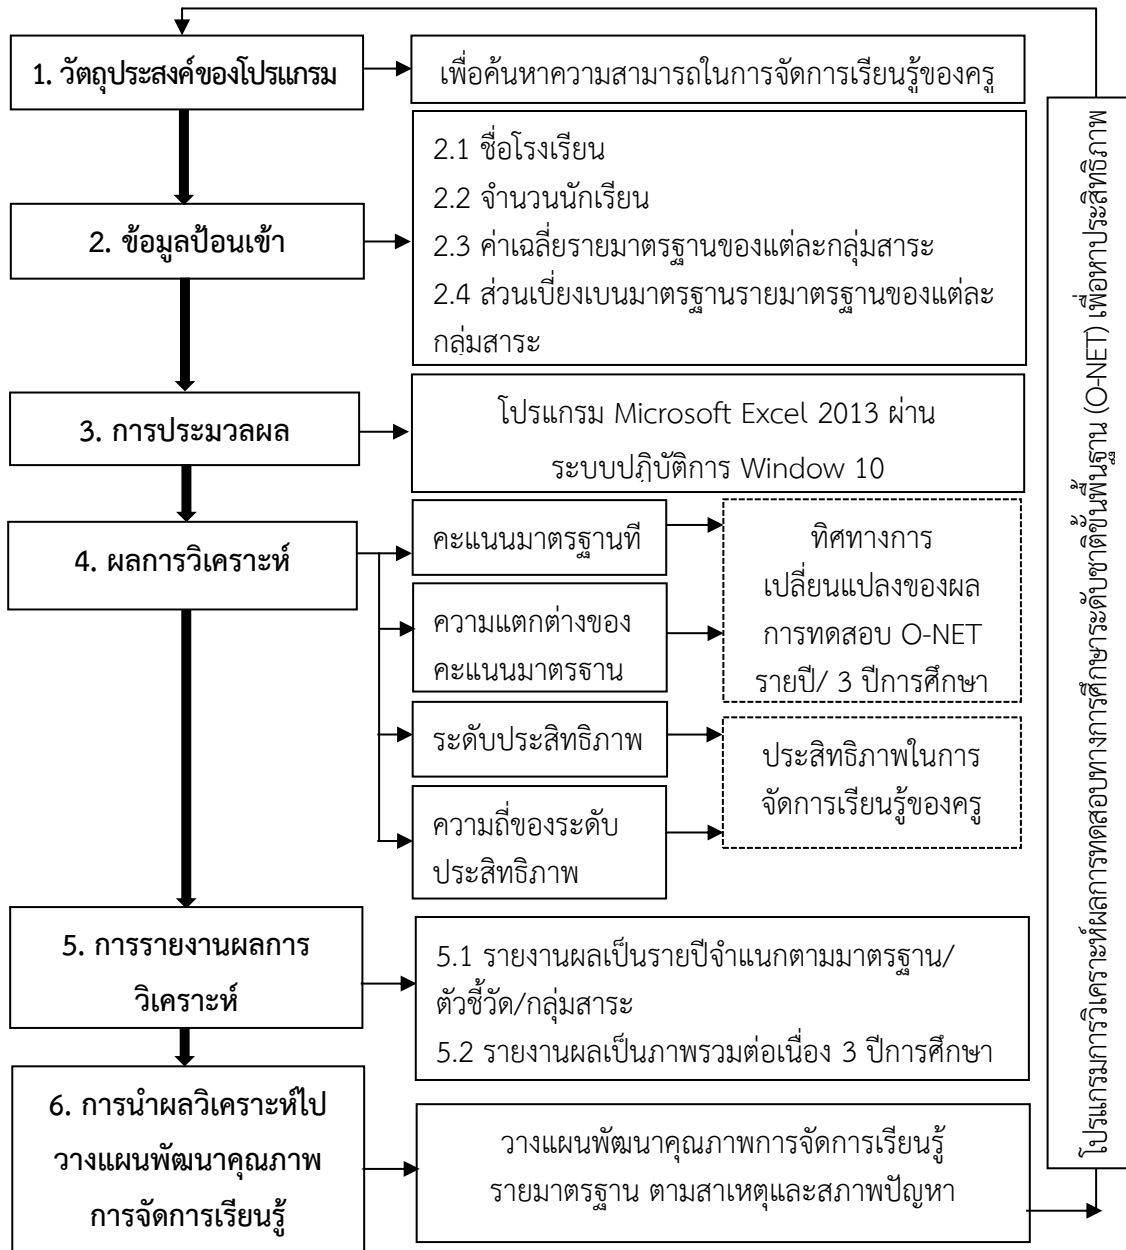 1. วัตถุประสงค์ของโปรแกรม
เพื่อค้นหาความสามารถในการจัดการเรียนรู้ของครู
2. ข้อมูลป้อนเข้า
2.1 ชื่อโรงเรียน
2.2 จำนวนนักเรียน
2.3 ค่าเฉลี่ยรายมาตรฐานของแต่ละกลุ่มสาระ
2.4 ส่วนเบี่ยงเบนมาตรฐานรายมาตรฐานของแต่ละ
กลุ่มสาระ
3. การประมวลผล
โปรแกรม Microsoft Excel 2013 ผ่าน
ระบบปฏิบัติการ Window 10
4. ผลการวิเคราะห์
คะแนนมาตรฐานที
ความแตกต่างของ
คะแนนมาตรฐาน
ระดับประสิทธิภาพ
ความถี่ของระดับ
ประสิทธิภาพ
ทิศทางการ
เปลี่ยนแปลงของผล
การทดสอบ O-NET
รายปี/ 3 ปีการศึกษา
ประสิทธิภาพในการ
จัดการเรียนรู้ของครู
5. การรายงานผลการ
วิเคราะห์
5.1 รายงานผลเป็นรายปีจำแนกตามมาตรฐาน/
ตัวชี้วัด/กลุ่มสาระ
5.2 รายงานผลเป็นภาพรวมต่อเนื่อง 3 ปีการศึกษา
6. การนำผลวิเคราะห์ไป
วางแผนพัฒนาคุณภาพ
การจัดการเรียนรู้
วางแผนพัฒนาคุณภาพการจัดการเรียนรู้
รายมาตรฐาน ตามสาเหตุและสภาพปัญหา
โปรแกรมการวิเคราะห์ผลการทดสอบทางการศึกษาระดับชาติขั้นพื้นฐาน (O-NET) เพื่อหาประสิทธิภาพ